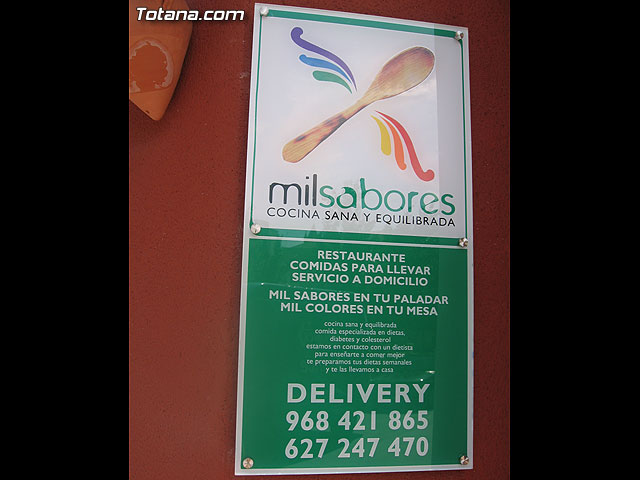 Totana.com
milsabores
COCINA SANA Y EQUILiBRADA
RESTAURANTE
COMIDAS PARA LLEVAR
SERVICIO A DOMICILIO
MIL SABORES EN TU PALADAR
MIL COLORES EN TU MESA
cocina sana y equilibrada
comida especializada en dietas,
diabetes y colesterol
estamos en contacto con un dietista
para enseñarte a comer mejor
te preparamos tus dietas semanales
y te las llevamos a casa
DELIVERY
968 421 865
627 247 470